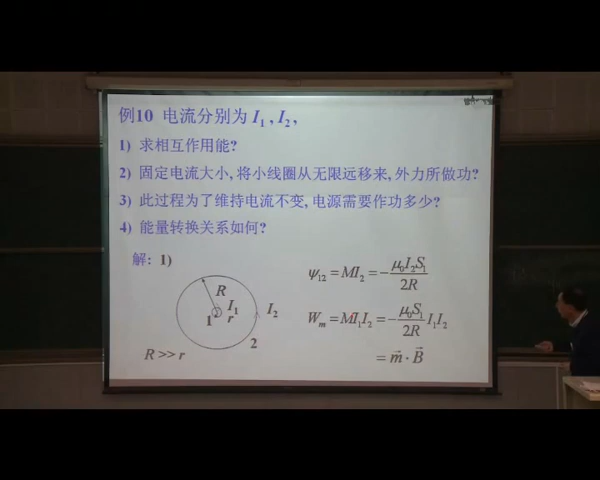 例10 电流分别为 I₁ , I₂ ,
1) 求相互作用能?
2) 固定电流大小, 将小线圈从无限远移来, 外力所做功?
3) 此过程为了维持电流不变, 电源需要作功多少?
4) 能量转换关系如何?
解: 1)
R
I₁
I₂
1
r
2
R >> r
ψ₁₂ = MI₂ = -μ₀I₂S₁/2R
Wₘ = MI₁I₂ = -μ₀S₁/2R I₁I₂
= m⃗ · B⃗